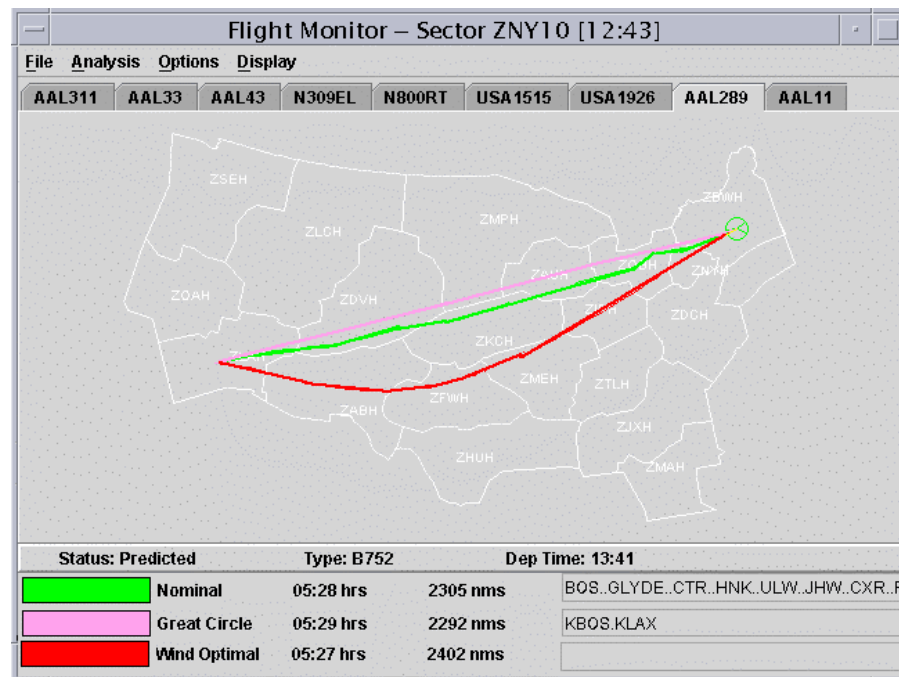 Flight Monitor – Sector ZNY10 [12:43]
File Analysis Options Display
AAL311 AAL33 AAL43 N309EL N800RT USA1515 USA1926 AAL289 AAL11
ZSEH
ZBWH
ZLCH
ZMPH
ZNYH
ZOAH
ZDVH
ZDCH
ZKCH
ZMEH
ZTLH
ZABH
ZFWH
ZJXH
ZHUH
ZMAH
Status: Predicted Type: B752 Dep Time: 13:41
Nominal 05:28 hrs 2305 nms BOS..GLYDE..CTR..HNK..ULW..JHW..CXR..
Great Circle 05:29 hrs 2292 nms KBOS.KLAX
Wind Optimal 05:27 hrs 2402 nms